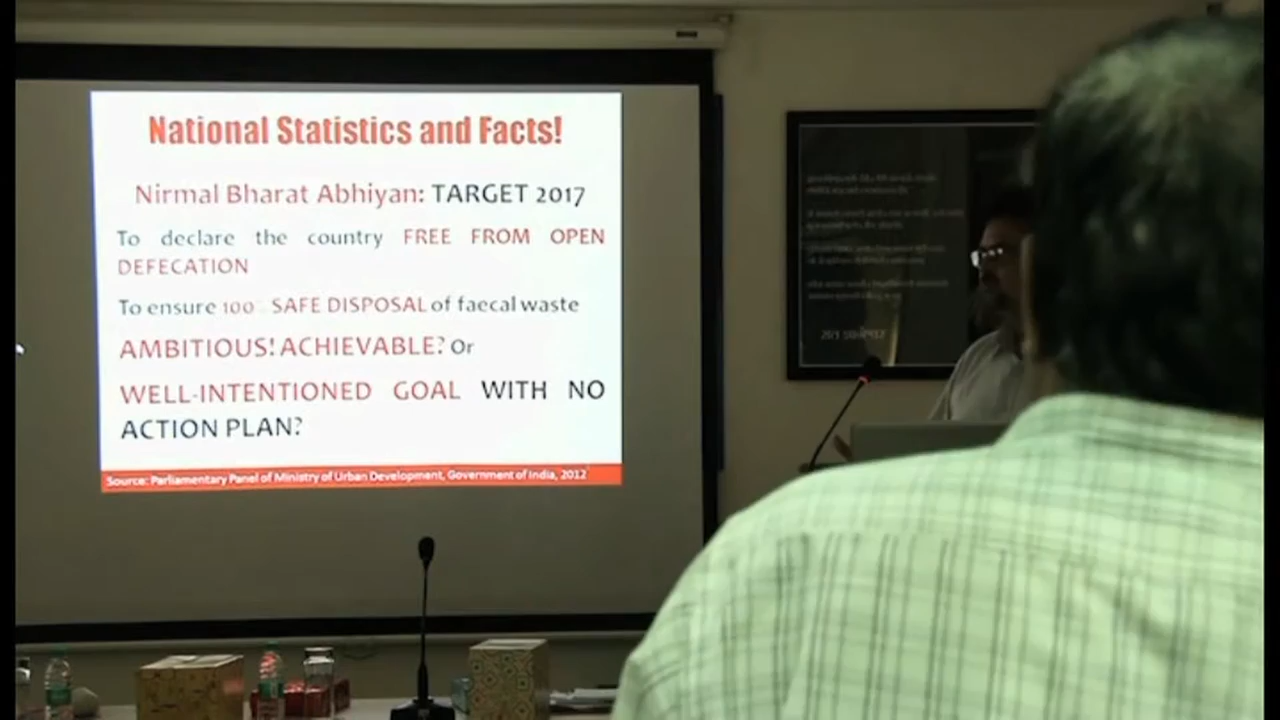 National Statistics and Facts!
Nirmal Bharat Abhiyan: TARGET 2017
To declare the country FREE FROM OPEN
DEFECATION
To ensure 100 SAFE DISPOSAL of faecal waste
AMBITIOUS! ACHIEVABLE? Or
WELL-INTENTIONED GOAL WITH NO
ACTION PLAN?
Source: Parliamentary Panel of Ministry of Urban Development, Government of India, 2012